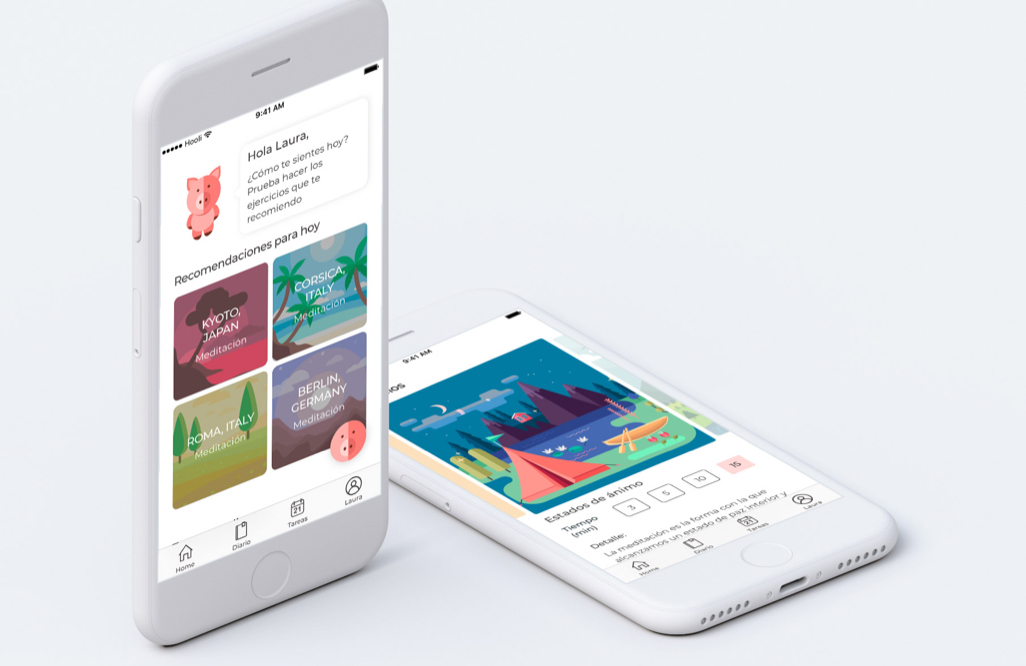 Hooli
9:41 AM
Hola Laura,
¿Cómo te sientes hoy?
Prueba hacer los
ejercicios que te
recomiendo
Recomendaciones para hoy
KYOTO,
JAPAN
Meditación
CORSICA,
ITALY
Meditación
ROMA, ITALY
Meditación
BERLIN,
GERMANY
Meditación
Home
Diario
21
Tareas
Laura
9:41 AM
Estados de ánimo
Tiempo
(min)
3
5
10
15
Detalle:
La meditación es la forma con la que
alcanzamos un estado de paz interior y
Home
Diario
21
Tareas
Laura